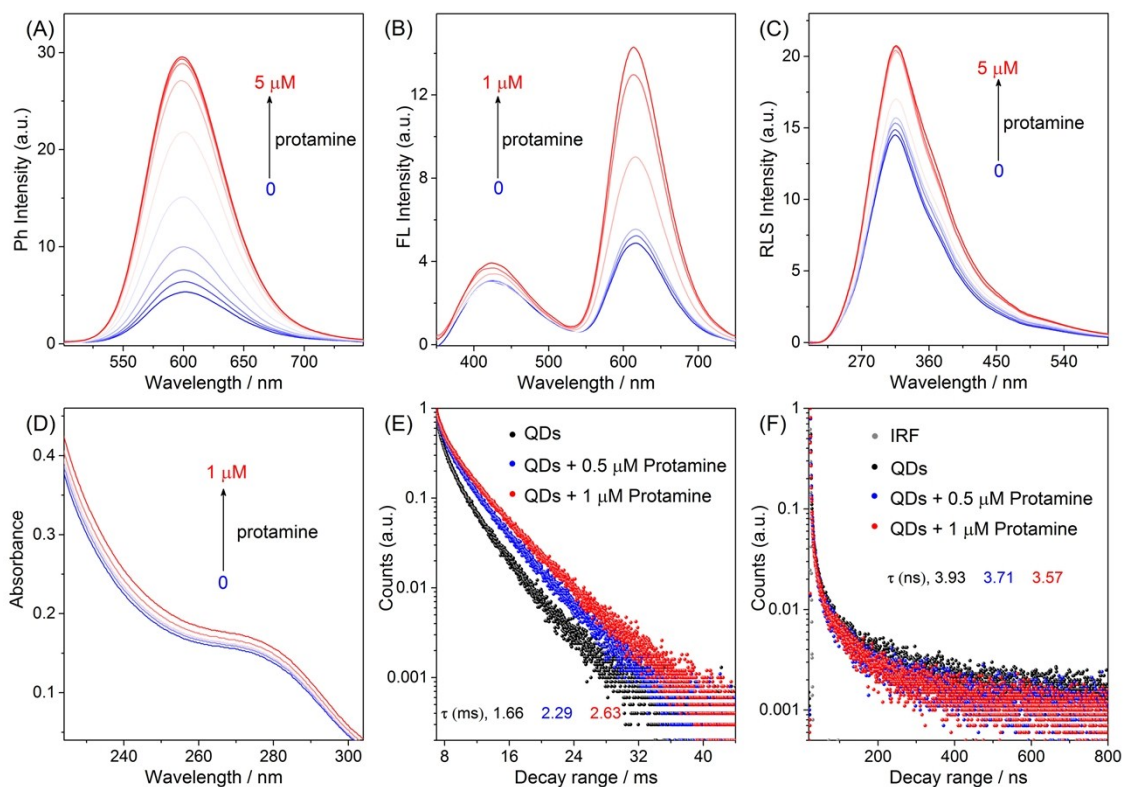 (A)
30
20
10
0
Ph Intensity (a.u.)
5 μM
protamine
0
550 600 650 700
Wavelength / nm
(B)
12
8
4
0
FL Intensity (a.u.)
1 μM
protamine
0
400 500 600 700
Wavelength / nm
(C)
20
15
10
5
0
RLS Intensity (a.u.)
5 μM
protamine
0
270 360 450 540
Wavelength / nm
(D)
0.4
0.3
0.2
0.1
Absorbance
1 μM
protamine
0
240 260 280 300
Wavelength / nm
(E)
1
0.1
0.01
0.001
Counts (a.u.)
QDs
QDs + 0.5 μM Protamine
QDs + 1 μM Protamine
τ (ms), 1.66 2.29 2.63
8 16 24 32 40
Decay range / ms
(F)
1
0.1
0.01
0.001
Counts (a.u.)
IRF
QDs
QDs + 0.5 μM Protamine
QDs + 1 μM Protamine
τ (ns), 3.93 3.71 3.57
200 400 600 800
Decay range / ns